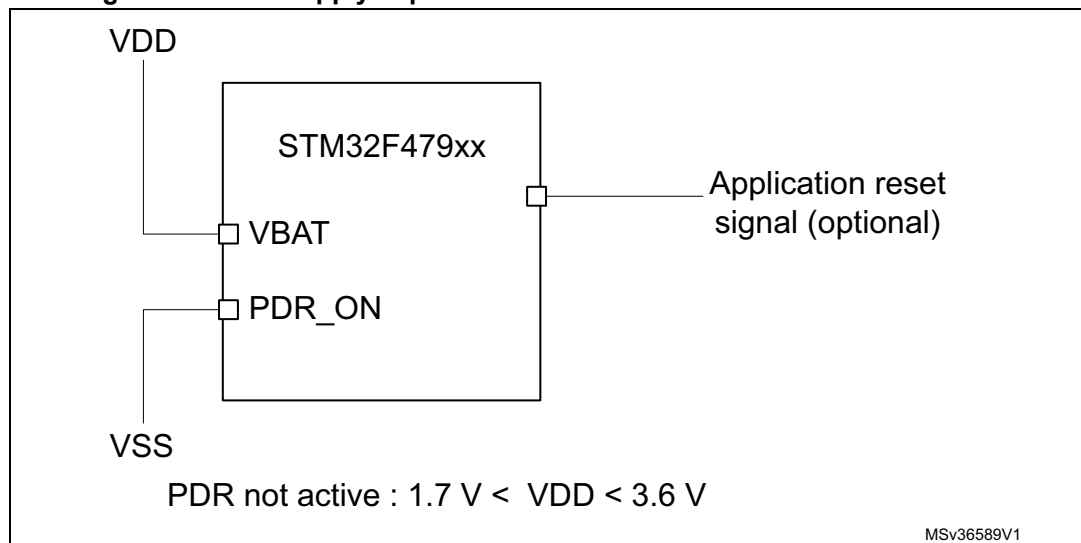 VDD
STM32F479xx
Application reset
signal (optional)
VBAT
PDR_ON
VSS
PDR not active : 1.7 V < VDD < 3.6 V
MSv36589V1